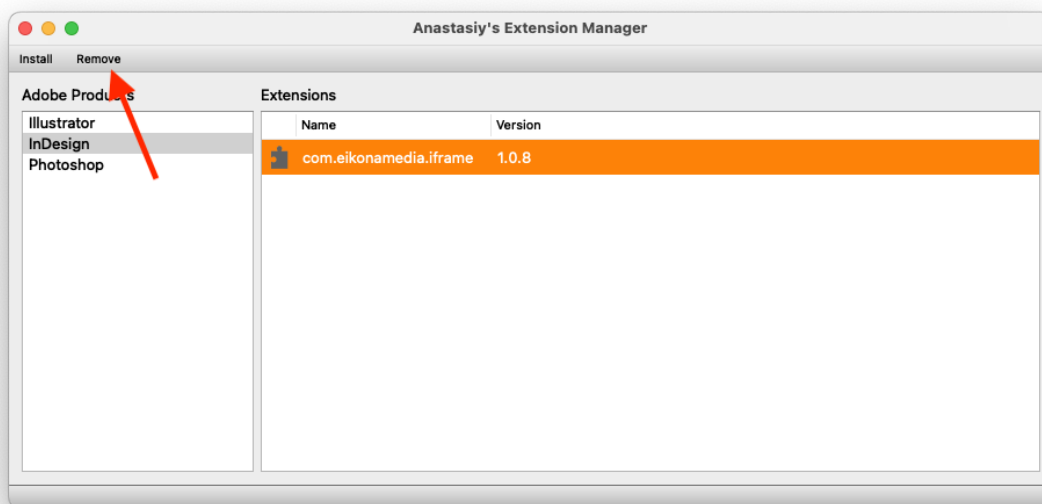 Anastasiy's Extension Manager
Install Remove
Adobe Products
Illustrator
InDesign
Photoshop
Extensions
Name Version
com.eikonamedia.iframe 1.0.8